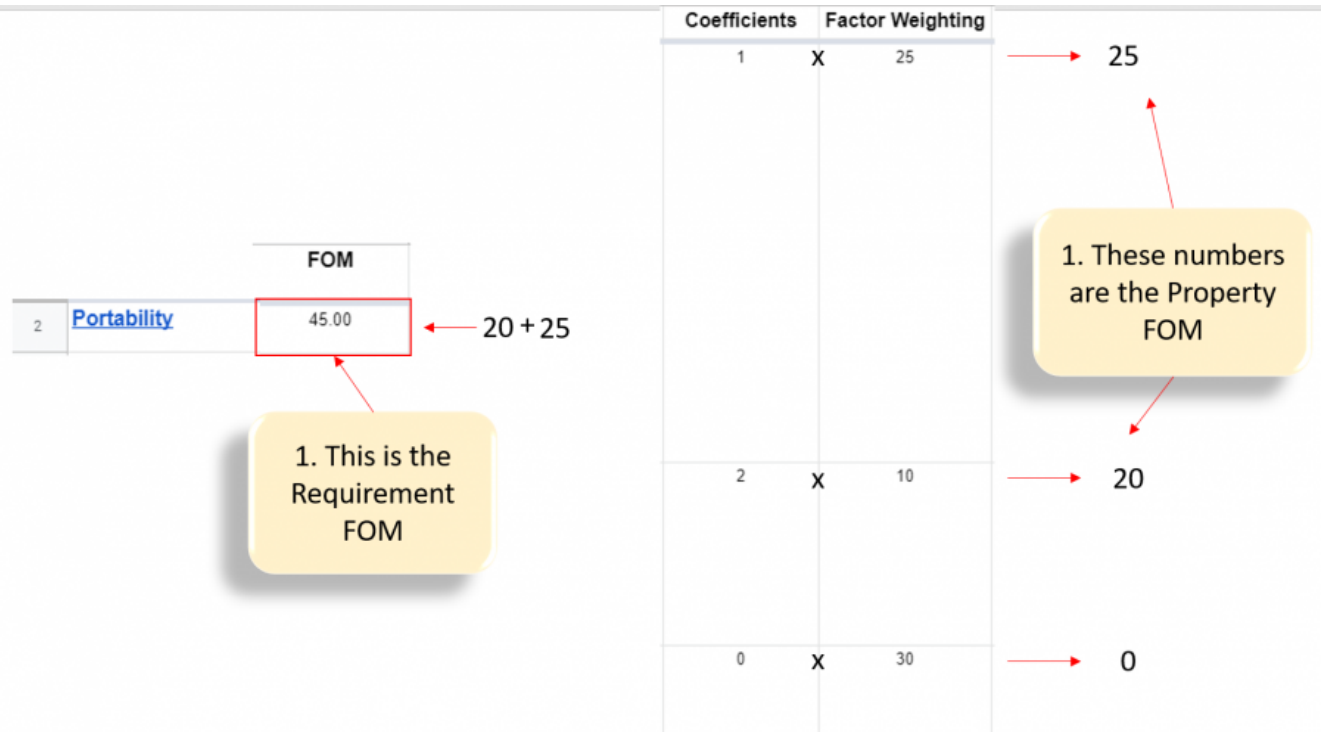 Coefficients Factor Weighting
1 x 25 25
FOM
2 Portability 45.00 20 + 25
1. This is the
Requirement
FOM
1. These numbers
are the Property
FOM
2 x 10 20
0 x 30 0